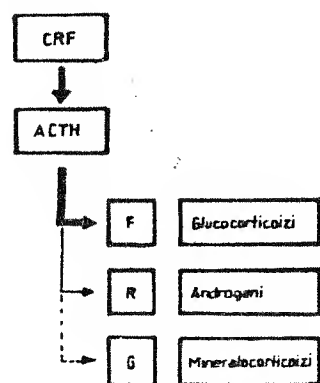 CRF
ACTH
F Glucocorticoizi
R Androgeni
G Mineralocorticoizi